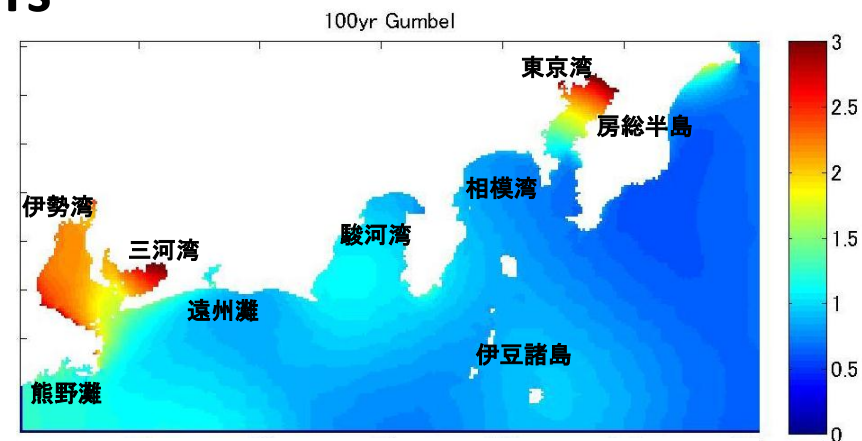 100yr Gumbel
東京湾
房総半島
相模湾
伊勢湾
三河湾
駿河湾
遠州灘
伊豆諸島
熊野灘
3
2.5
2
1.5
1
0.5
0